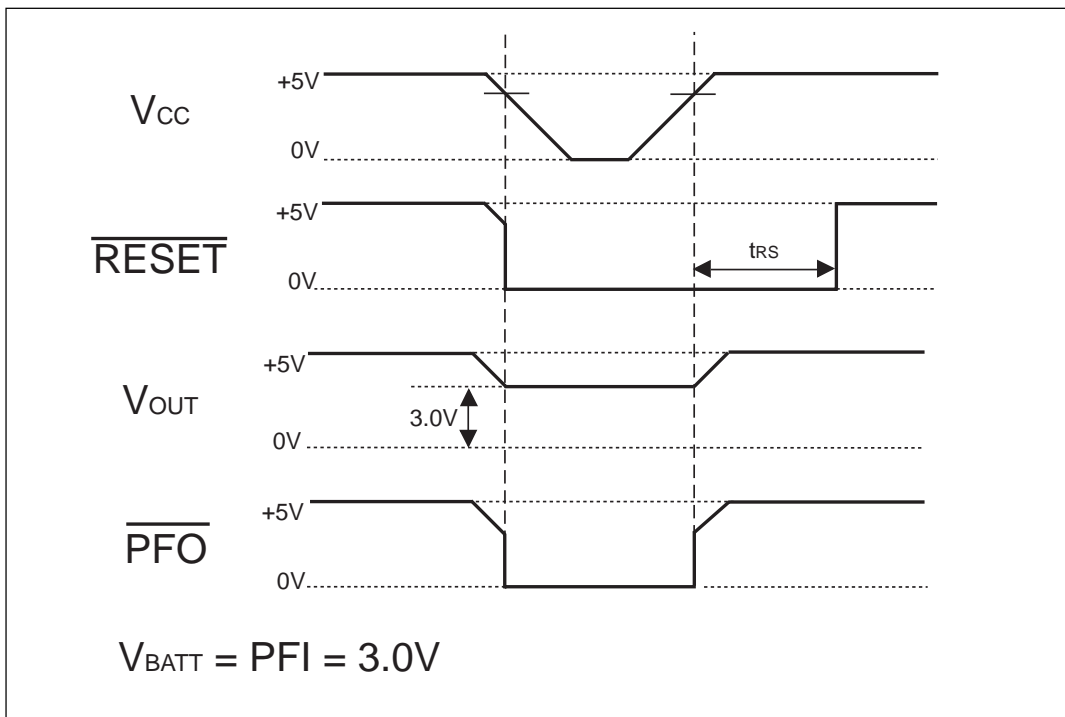 +5V
VCC
0V
+5V
RESET
tRS
0V
+5V
VOUT
3.0V
0V
+5V
PFO
0V
VBATT = PFI = 3.0V